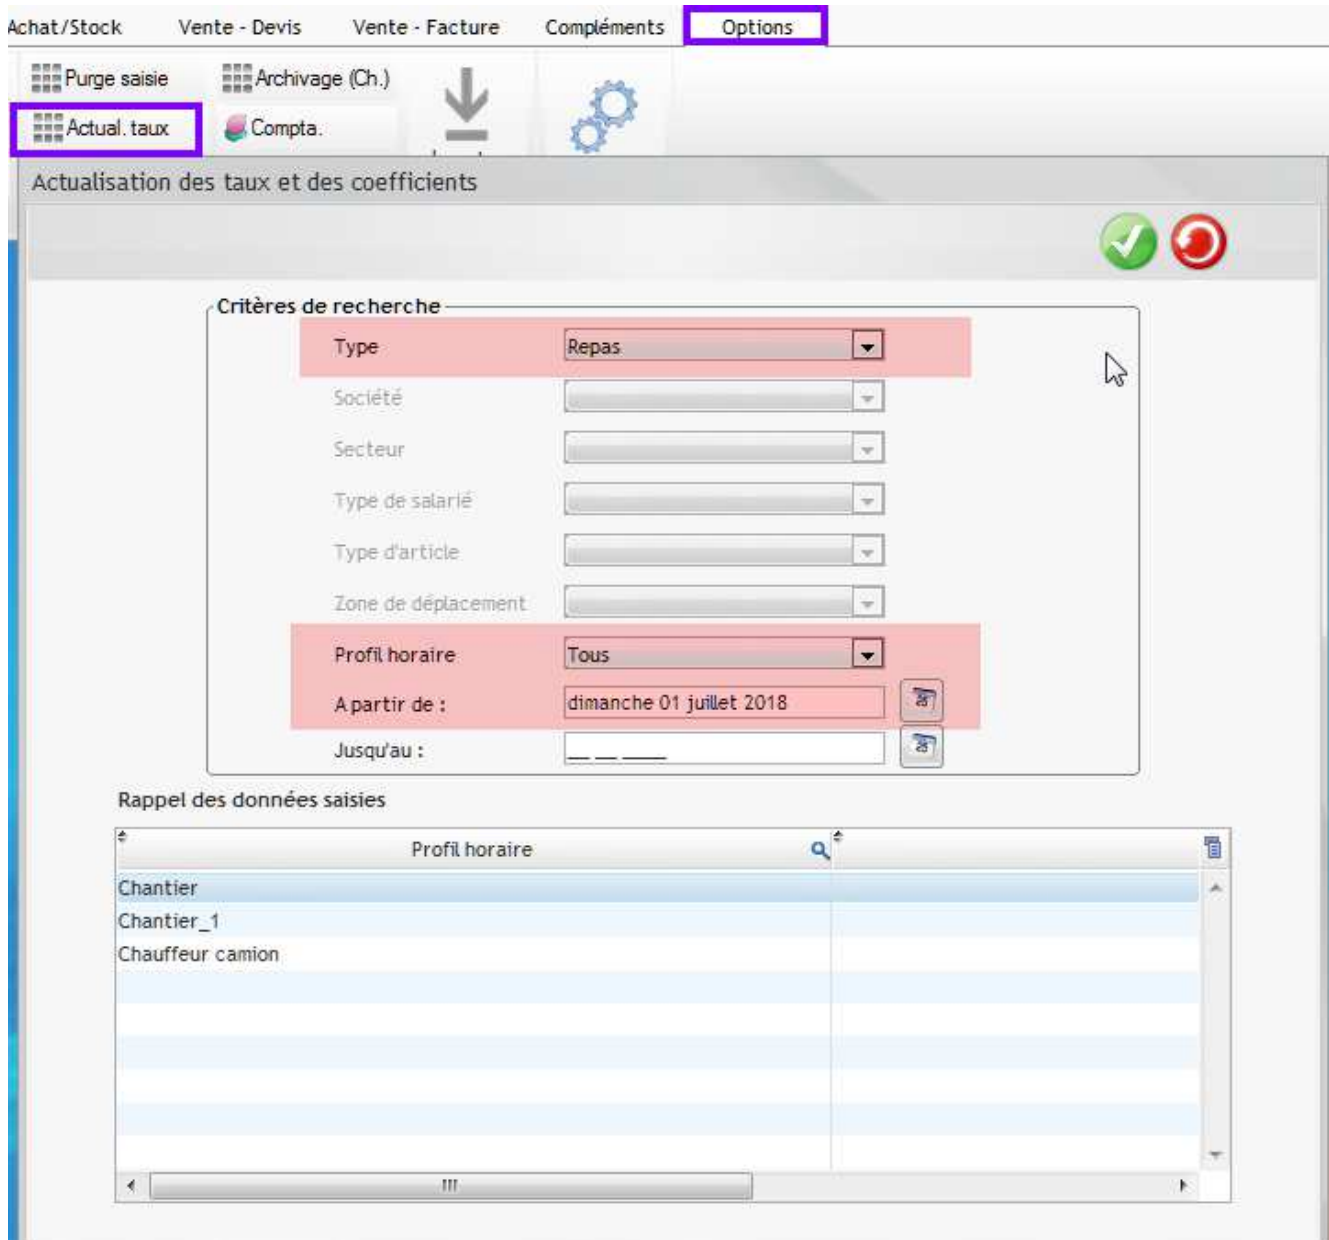 Achat/Stock Vente - Devis Vente - Facture Compléments Options
Purge saisie Archivage (Ch.)
Actual. taux Compta.
Actualisation des taux et des coefficients
Critères de recherche
Type Repas
Société
Secteur
Type de salarié
Type d'article
Zone de déplacement
Profil horaire Tous
A partir de : dimanche 01 juillet 2018
Jusqu'au : __ __ ____
Rappel des données saisies
Profil horaire
Chantier
Chantier_1
Chauffeur camion